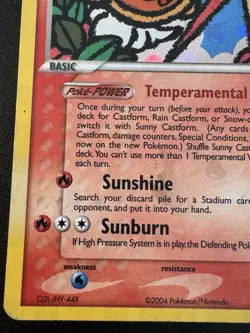 BASIC
Poké-POWER Temperamental
Once during your turn (before your attack), yo
deck for Castform, Rain Castform, or Snow-c
switch it with Sunny Castform. (Any cards
Castform, damage counters, Special Conditions,
now on the new Pokémon.) Shuffle Sunny Cast
deck. You can't use more than 1 Temperamental
each turn.
Sunshine
Search your discard pile for a Stadium card
opponent, and put it into your hand.
Sunburn
If High Pressure System is in play, the Defending Pok
weakness resistance
©2004 Pokémon/Nintendo